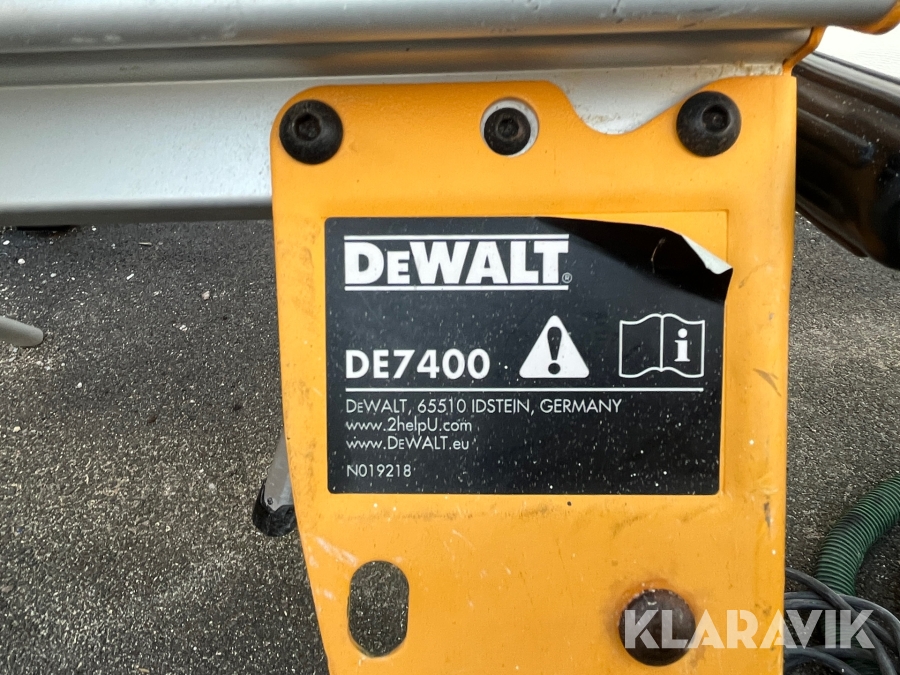 DEWALT®
DE7400
i
DEWALT, 65510 IDSTEIN, GERMANY
www.2helpU.com
www.DEWALT.eu
N019218
KLARAVIK